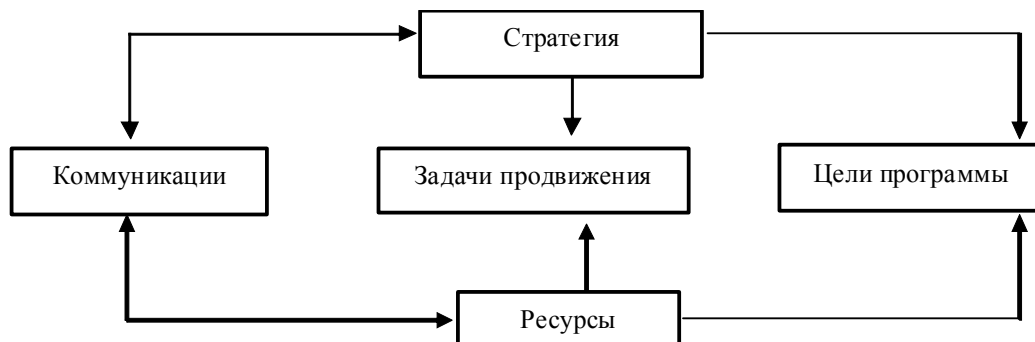 Стратегия
Коммуникации
Задачи продвижения
Цели программы
Ресурсы